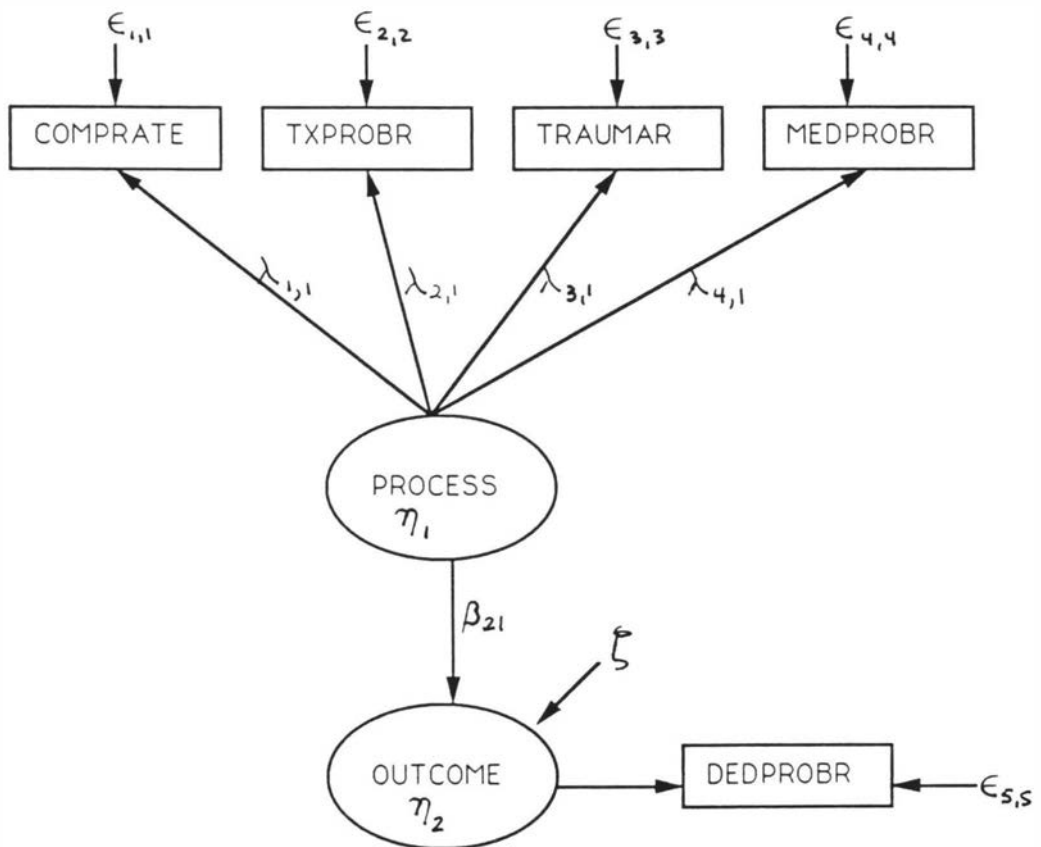 ϵ₁,₁ ϵ₂,₂ ϵ₃,₃ ϵ₄,₄
COMPRATE TXPROBR TRAUMAR MEDPROBR
λ₁,₁ λ₂,₁ λ₃,₁ λ₄,₁
PROCESS
η₁
β₂₁
ζ
OUTCOME
η₂
DEDPROBR
ϵ₅,₅